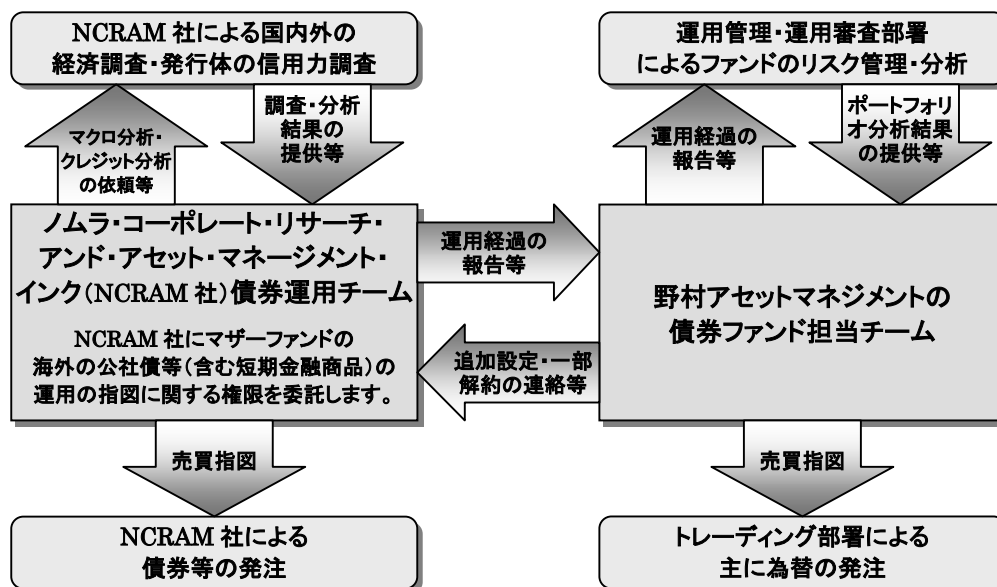 NCRAM 社による国内外の
経済調査・発行体の信用力調査
運用管理・運用審査部署
によるファンドのリスク管理・分析
マクロ分析・
クレジット分析
の依頼等
調査・分析
結果の
提供等
運用経過の
報告等
ポートフォリ
オ分析結果
の提供等
ノムラ・コーポレート・リサーチ・
アンド・アセット・マネージメント・
インク(NCRAM 社)債券運用チーム
NCRAM 社にマザーファンドの
海外の公社債等(含む短期金融商品)の
運用の指図に関する権限を委託します。
運用経過の
報告等
追加設定・一部
解約の連絡等
野村アセットマネジメントの
債券ファンド担当チーム
売買指図
売買指図
NCRAM 社による
債券等の発注
トレーディング部署による
主に為替の発注